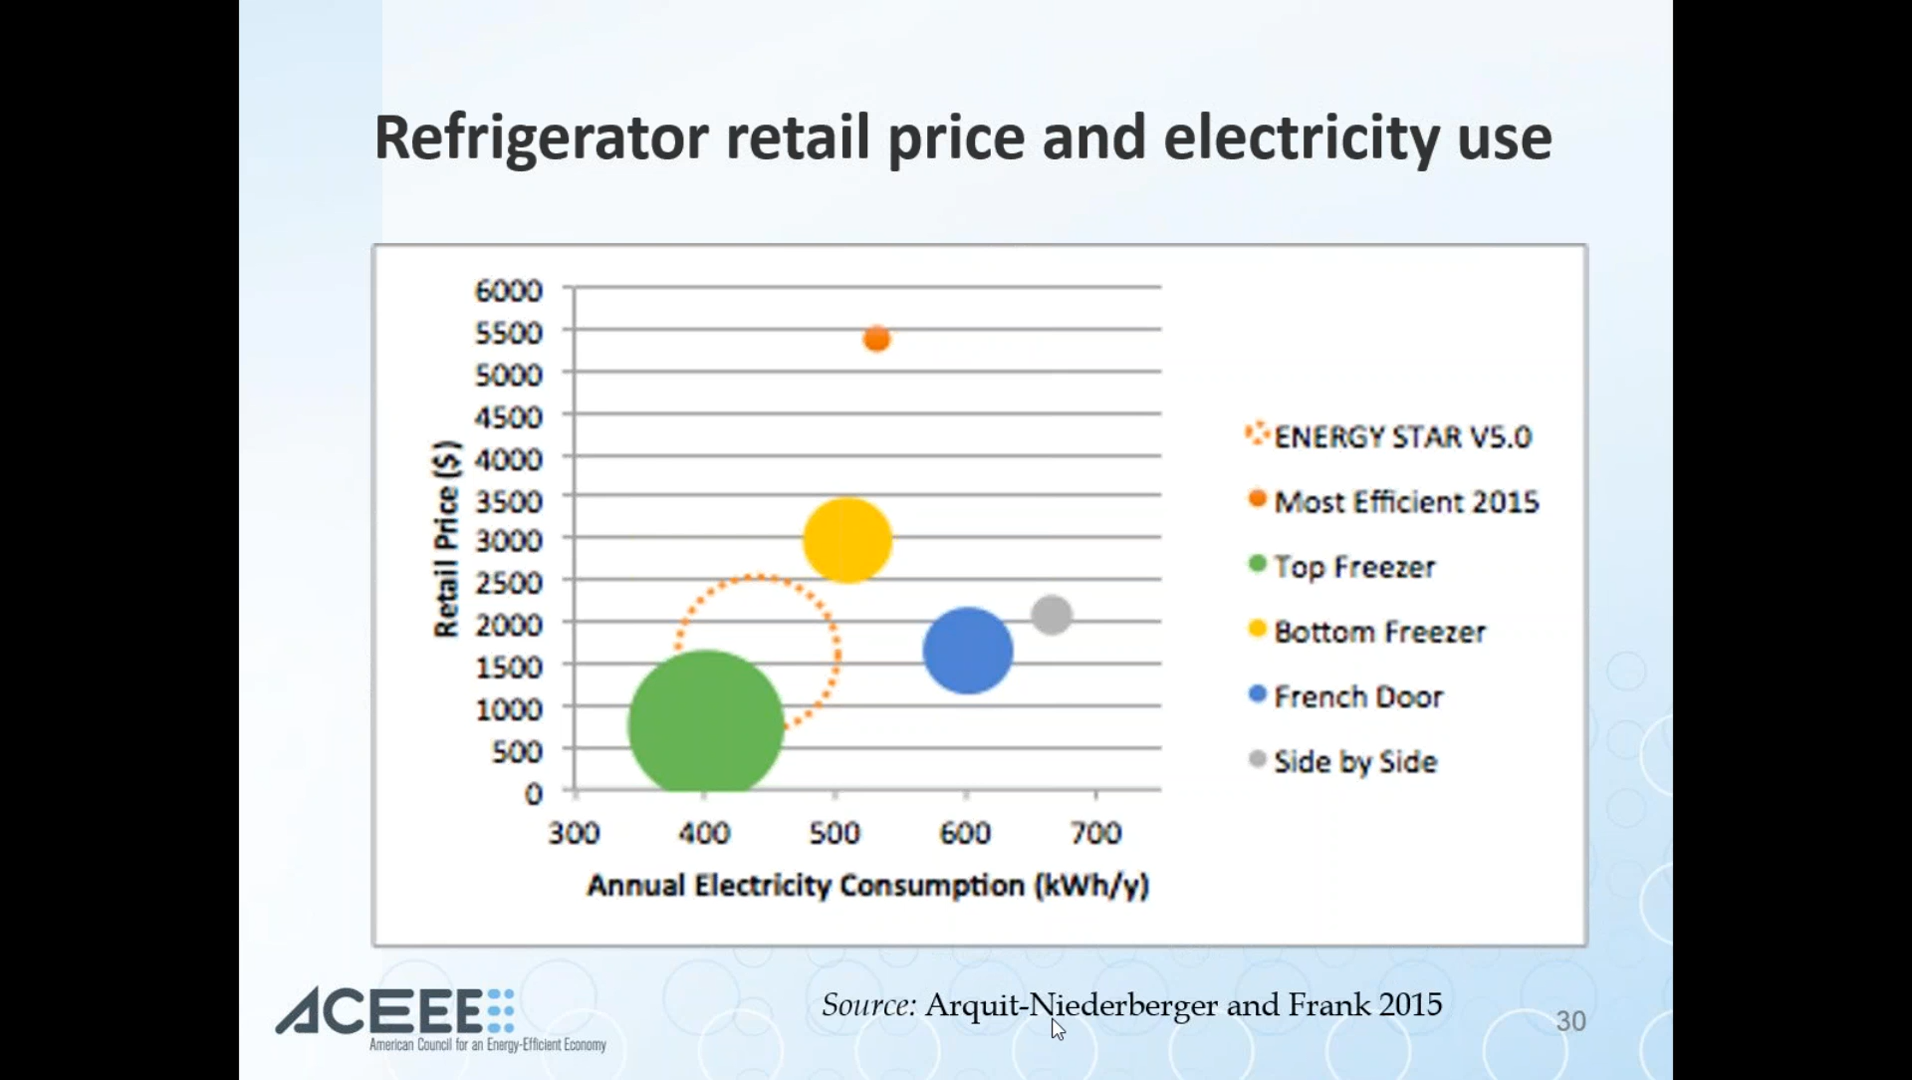 Refrigerator retail price and electricity use
6000
5500
5000
4500
4000
3500
3000
2500
2000
1500
1000
500
0
Retail Price ($)
300 400 500 600 700
Annual Electricity Consumption (kWh/y)
ENERGY STAR V5.0
Most Efficient 2015
Top Freezer
Bottom Freezer
French Door
Side by Side
ACEEE
American Council for an Energy-Efficient Economy
Source: Arquit-Niederberger and Frank 2015
30